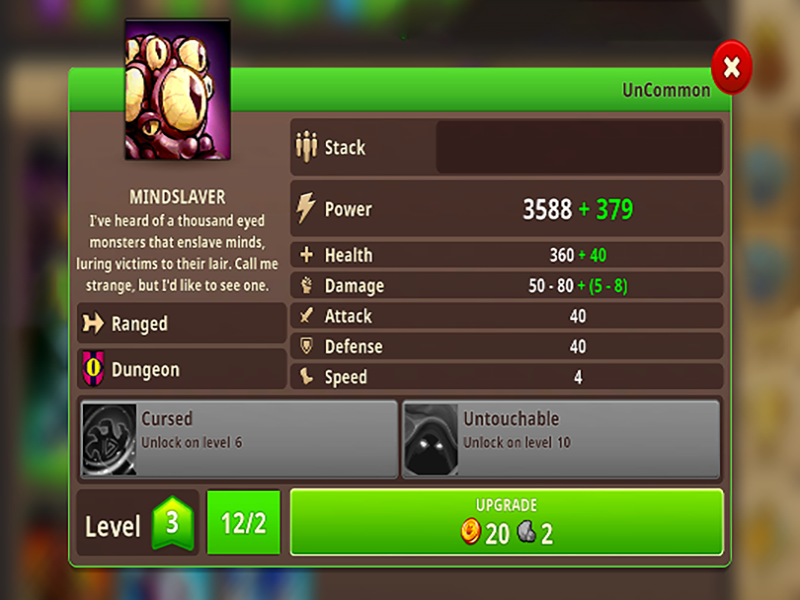 UnCommon
MINDSLAVER
I've heard of a thousand eyed
monsters that enslave minds,
luring victims to their lair. Call me
strange, but I'd like to see one.
Ranged
Dungeon
Stack
Power 3588 + 379
Health 360 + 40
Damage 50 - 80 + (5 - 8)
Attack 40
Defense 40
Speed 4
Cursed
Unlock on level 6
Untouchable
Unlock on level 10
Level 3 12/2
UPGRADE
20 2